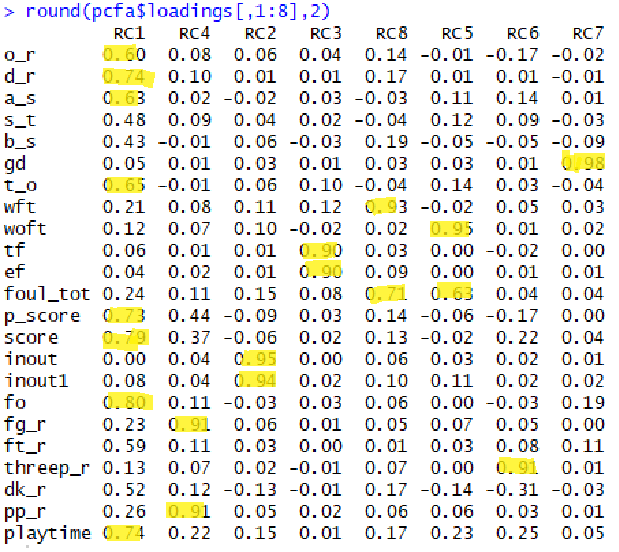 > round(pcfa$loadings[,1:8],2)
RC1 RC4 RC2 RC3 RC8 RC5 RC6 RC7
o_r 0.60 0.08 0.06 0.04 0.14 -0.01 -0.17 -0.02
d_r 0.74 0.10 0.01 0.01 0.17 0.01 0.01 -0.01
a_s 0.63 0.02 -0.02 0.03 -0.03 0.11 0.14 0.01
s_t 0.48 0.09 0.04 0.02 -0.04 0.12 0.09 -0.03
b_s 0.43 -0.01 0.06 -0.03 0.19 -0.05 -0.05 -0.09
gd 0.05 0.01 0.03 0.01 0.03 0.03 0.01 0.98
t_o 0.65 -0.01 0.06 0.10 -0.04 0.14 0.03 -0.04
wft 0.21 0.08 0.11 0.12 0.93 -0.02 0.05 0.03
woft 0.12 0.07 0.10 -0.02 0.02 0.95 0.01 0.02
tf 0.06 0.01 0.01 0.90 0.03 0.00 -0.02 0.00
ef 0.04 0.02 0.01 0.90 0.09 0.00 0.01 0.01
foul_tot 0.24 0.11 0.15 0.08 0.71 0.63 0.04 0.04
p_score 0.73 0.44 -0.09 0.03 0.14 -0.06 -0.17 0.00
score 0.79 0.37 -0.06 0.02 0.13 -0.02 0.22 0.04
inout 0.00 0.04 0.95 0.00 0.06 0.03 0.02 0.01
inout1 0.08 0.04 0.94 0.02 0.10 0.11 0.02 0.02
fo 0.80 0.11 -0.03 0.03 0.06 0.00 -0.03 0.19
fg_r 0.23 0.91 0.06 0.01 0.05 0.07 0.05 0.00
ft_r 0.59 0.11 0.03 0.00 0.01 0.03 0.08 0.11
threep_r 0.13 0.07 0.02 -0.01 0.07 0.00 0.91 0.01
dk_r 0.52 0.12 -0.13 -0.01 0.17 -0.14 -0.31 -0.03
pp_r 0.26 0.91 0.05 0.02 0.06 0.06 0.03 0.01
playtime 0.74 0.22 0.15 0.01 0.17 0.23 0.25 0.05